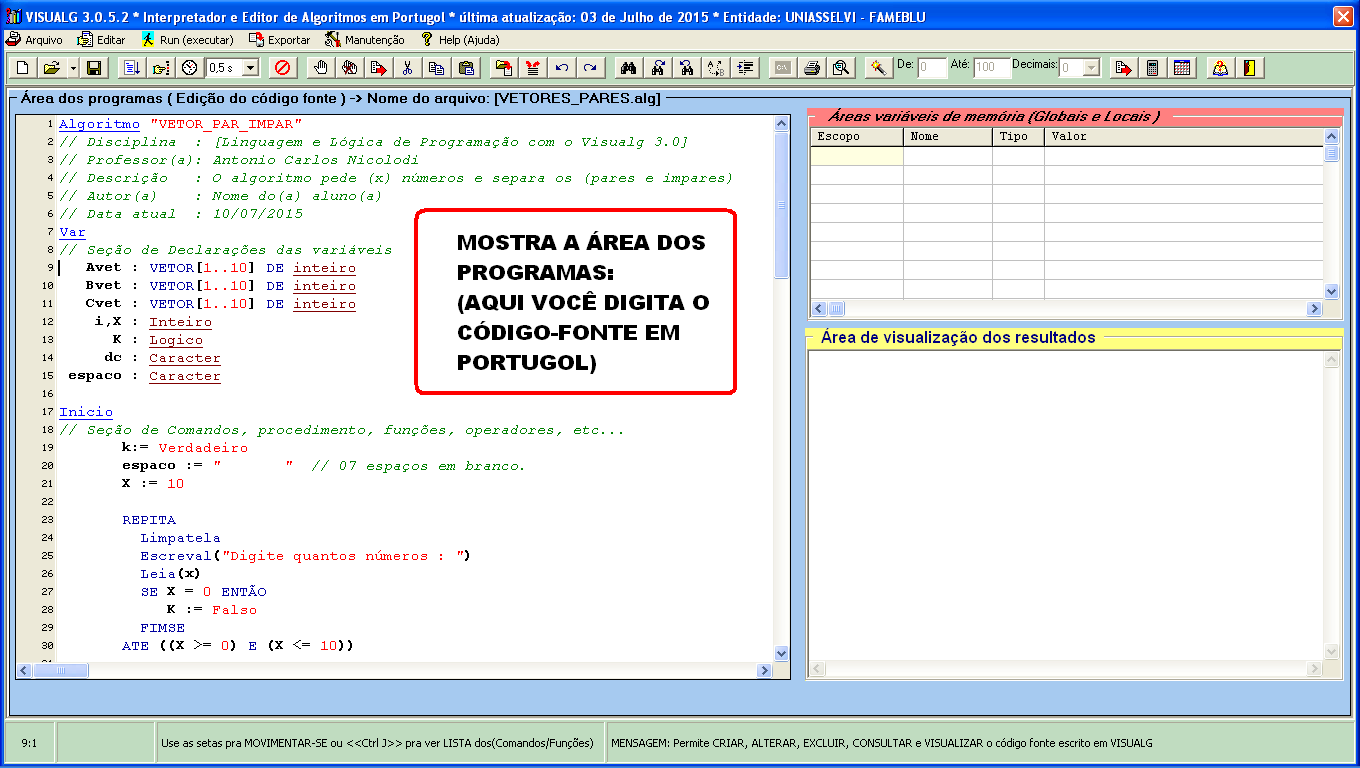 VISUALG 3.0.5.2 * Interpretador e Editor de Algoritmos em Portugol * última atualização: 03 de Julho de 2015 * Entidade: UNIASSELVI - FAMEBLU
Arquivo Editar Run (executar) Exportar Manutenção Help (Ajuda)
0,5 s De: 0 Até: 100 Decimais: 0
Área dos programas ( Edição do código fonte ) -> Nome do arquivo: [VETORES_PARES.alg]
1 Algoritmo "VETOR_PAR_IMPAR"
2 // Disciplina : [Linguagem e Lógica de Programação com o Visualg 3.0]
3 // Professor(a): Antonio Carlos Nicolodi
4 // Descrição : O algoritmo pede (x) números e separa os (pares e impares)
5 // Autor(a) : Nome do(a) aluno(a)
6 // Data atual : 10/07/2015
7 Var
8 // Seção de Declarações das variáveis
9 Avet : VETOR[1..10] DE inteiro
10 Bvet : VETOR[1..10] DE inteiro
11 Cvet : VETOR[1..10] DE inteiro
12 i,X : Inteiro
13 K : Logico
14 dc : Caracter
15 espaco : Caracter
16
17 Inicio
18 // Seção de Comandos, procedimento, funções, operadores, etc...
19 k:= Verdadeiro
20 espaco := "        " // 07 espaços em branco.
21 X := 10
22
23 REPITA
24 Limpatela
25 Escreval("Digite quantos números : ")
26 Leia(x)
27 SE X = 0 ENTÃO
28 K := Falso
29 FIMSE
30 ATE ((X >= 0) E (X <= 10))
MOSTRA A ÁREA DOS
PROGRAMAS:
(AQUI VOCÊ DIGITA O
CÓDIGO-FONTE EM
PORTUGOL)
Áreas variáveis de memória (Globais e Locais )
Escopo Nome Tipo Valor
Área de visualização dos resultados
9:1 Use as setas pra MOVIMENTAR-SE ou <<Ctrl J>> pra ver LISTA dos(Comandos/Funções) MENSAGEM: Permite CRIAR, ALTERAR, EXCLUIR, CONSULTAR e VISUALIZAR o código fonte escrito em VISUALG